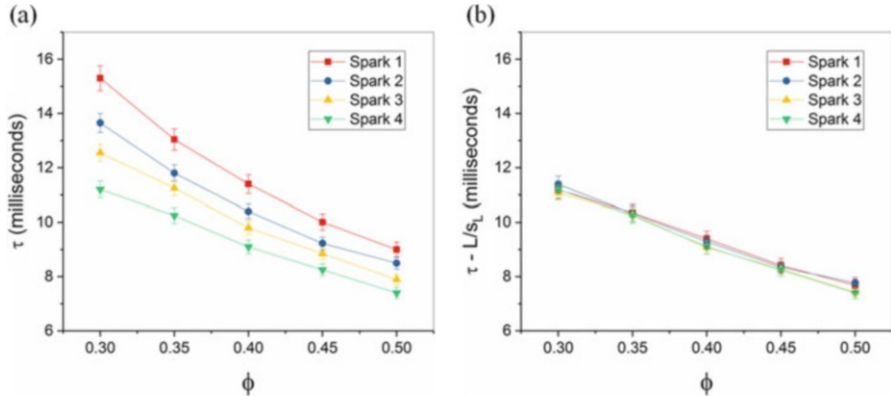 (a)
16
14
12
10
8
6
τ (milliseconds)
Spark 1
Spark 2
Spark 3
Spark 4
0.30 0.35 0.40 0.45 0.50
ϕ
(b)
16
14
12
10
8
6
τ - L/s_L (milliseconds)
Spark 1
Spark 2
Spark 3
Spark 4
0.30 0.35 0.40 0.45 0.50
ϕ